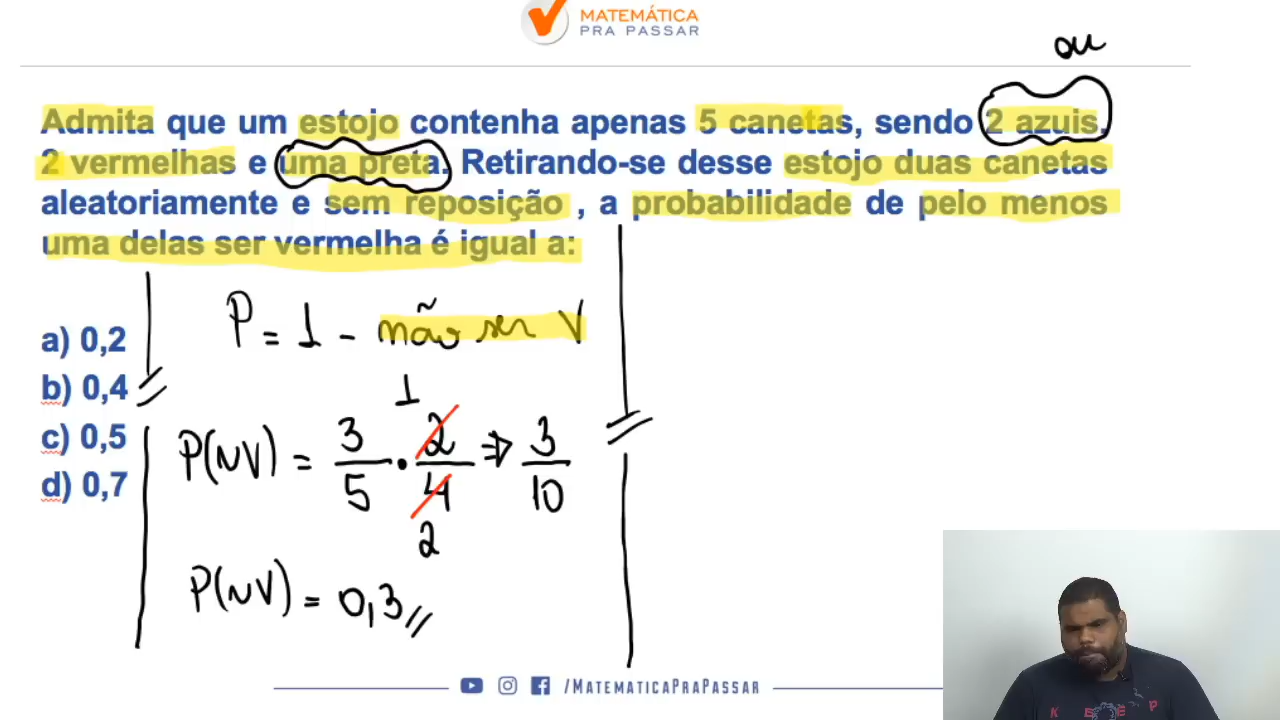 MATEMÁTICA
PRA PASSAR
ou
Admita que um estojo contenha apenas 5 canetas, sendo 2 azuis,
2 vermelhas e uma preta. Retirando-se desse estojo duas canetas
aleatoriamente e sem reposição , a probabilidade de pelo menos
uma delas ser vermelha é igual a:
a) 0,2
b) 0,4
c) 0,5
d) 0,7
P = 1 - não ser V
1
P(NV) = 3/5 · 2/4 ⇒ 3/10
2
P(NV) = 0,3
/MATEMATICAPRAPASSAR
K E E P